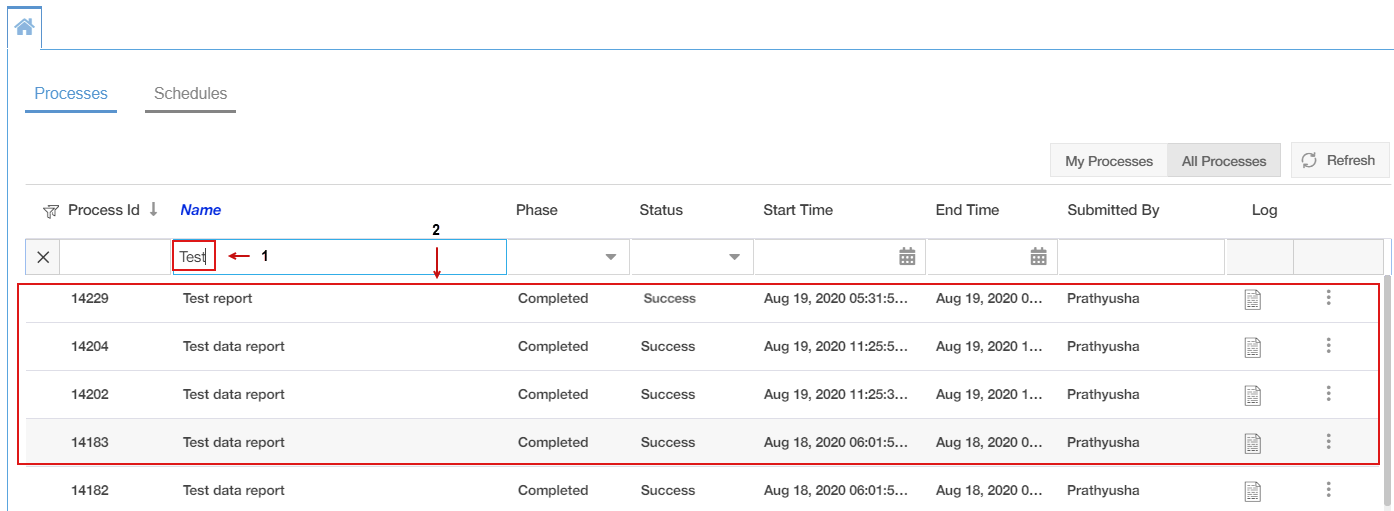 Processes Schedules
My Processes All Processes Refresh
Process Id Name Phase Status Start Time End Time Submitted By Log
2
Test 1
14229 Test report Completed Success Aug 19, 2020 05:31:5... Aug 19, 2020 0... Prathyusha
14204 Test data report Completed Success Aug 19, 2020 11:25:5... Aug 19, 2020 1... Prathyusha
14202 Test data report Completed Success Aug 19, 2020 11:25:3... Aug 19, 2020 1... Prathyusha
14183 Test data report Completed Success Aug 18, 2020 06:01:5... Aug 18, 2020 0... Prathyusha
14182 Test data report Completed Success Aug 18, 2020 06:01:5... Aug 18, 2020 0... Prathyusha